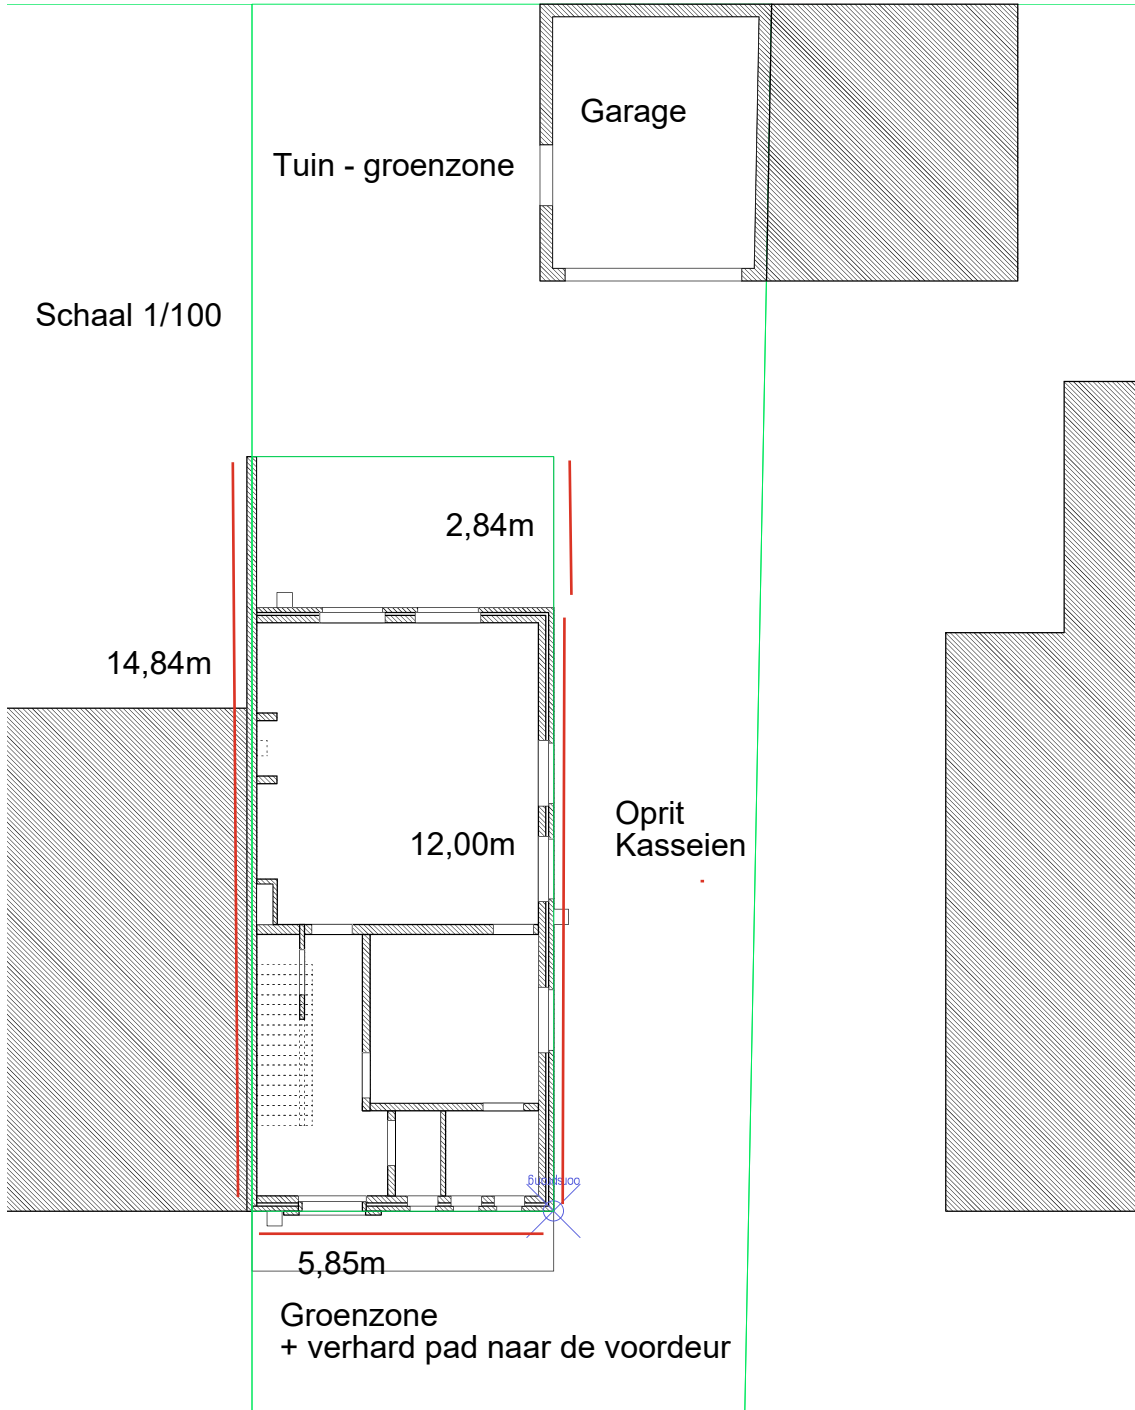 Garage
Tuin - groenzone
Schaal 1/100
2,84m
14,84m
Oprit
Kasseien
12,00m
oorsprong
5,85m
Groenzone
+ verhard pad naar de voordeur